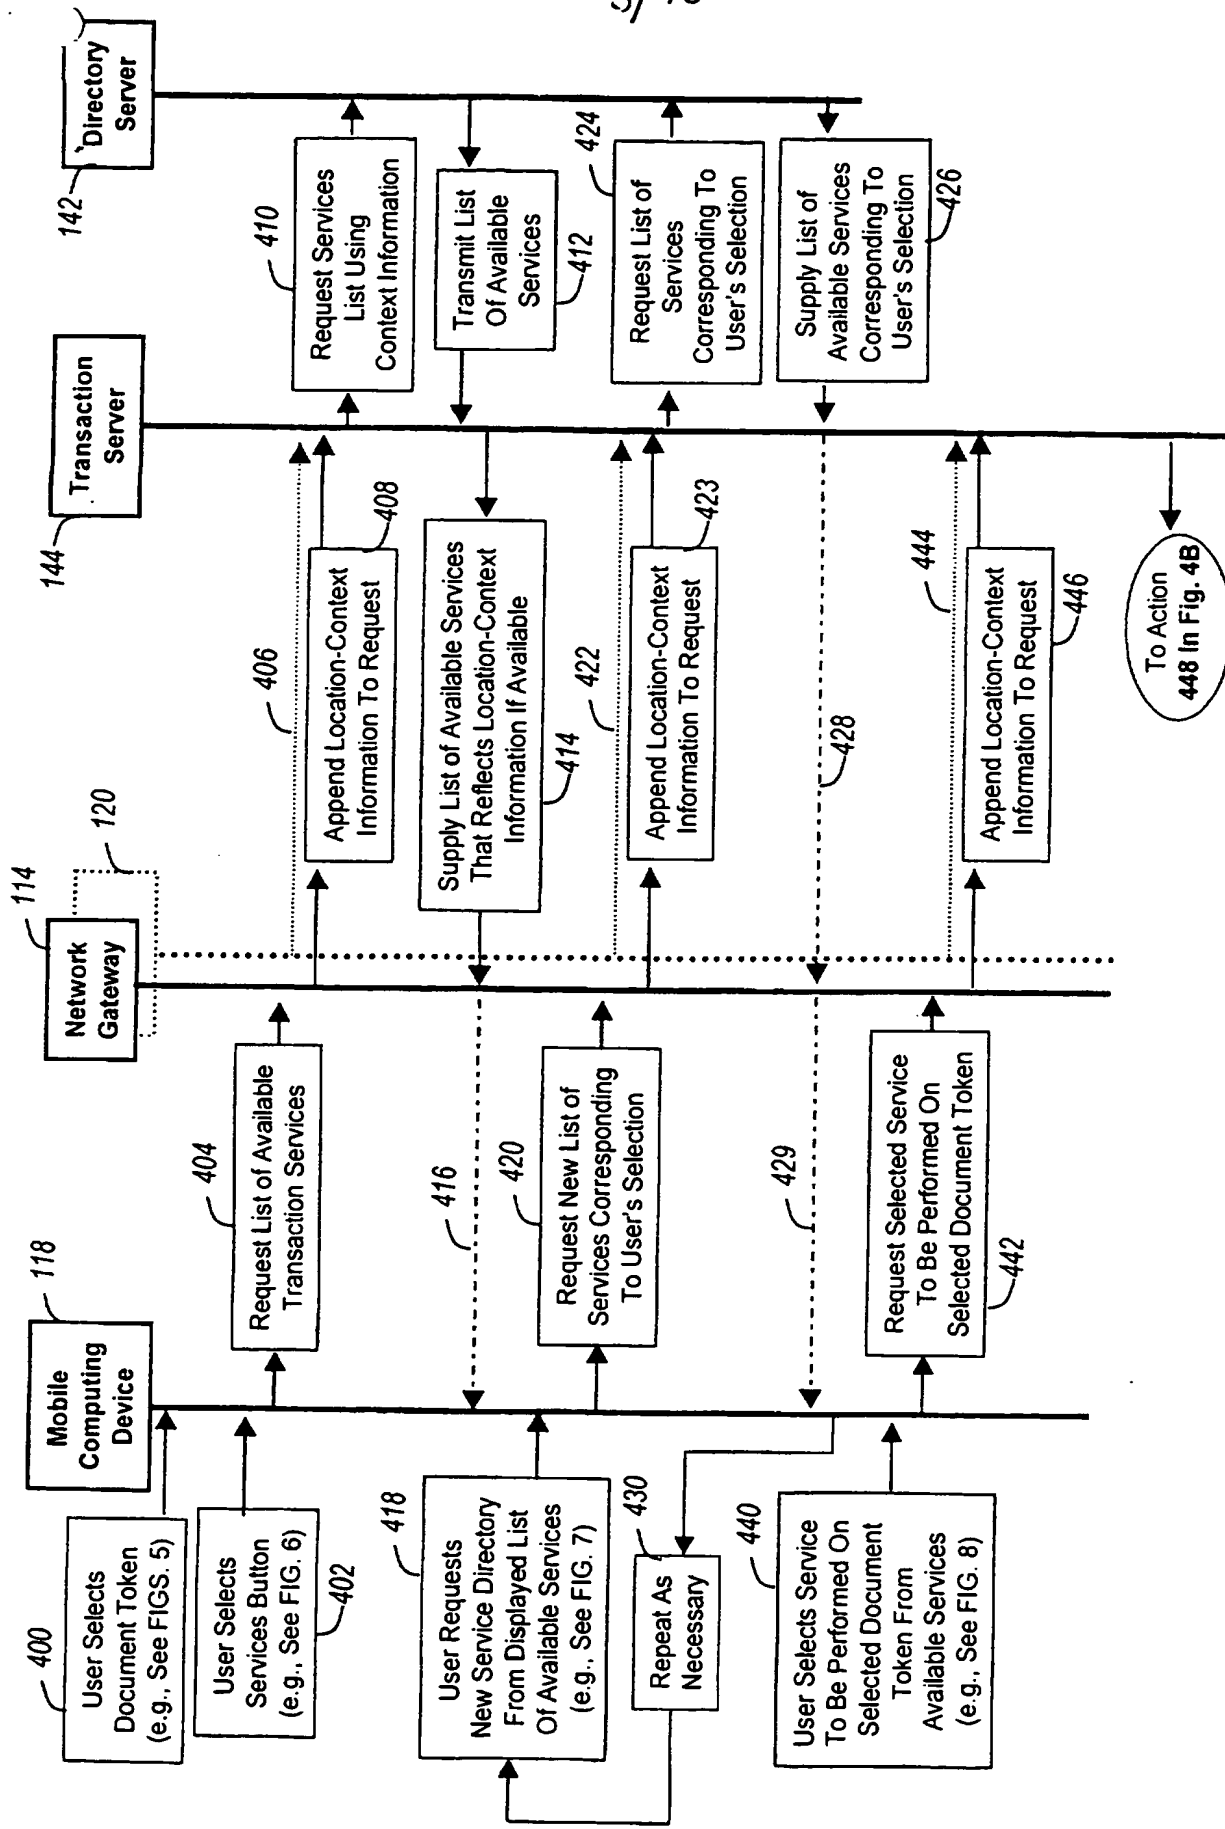 118
Mobile
Computing
Device
114
Network
Gateway
120
144
Transaction
Server
142
Directory
Server
400
User Selects
Document Token
(e.g., See FIGS. 5)
User Selects
Services Button
(e.g., See FIG. 6)
402
404
Request List of Available
Transaction Services
406
Append Location-Context
Information To Request
408
410
Request Services
List Using
Context Information
Transmit List
Of Available
Services
412
Supply List of Available Services
That Reflects Location-Context
Information If Available
414
416
418
User Requests
New Service Directory
From Displayed List
Of Available Services
(e.g., See FIG. 7)
420
Request New List of
Services Corresponding
To User's Selection
422
Append Location-Context
Information To Request
423
424
Request List of
Services
Corresponding To
User's Selection
Supply List of
Available Services
Corresponding To
User's Selection
426
428
429
430
Repeat As
Necessary
440
User Selects Service
To Be Performed On
Selected Document
Token From
Available Services
(e.g., See FIG. 8)
Request Selected Service
To Be Performed On
Selected Document Token
442
444
Append Location-Context
Information To Request
446
To Action
448 In Fig. 4B